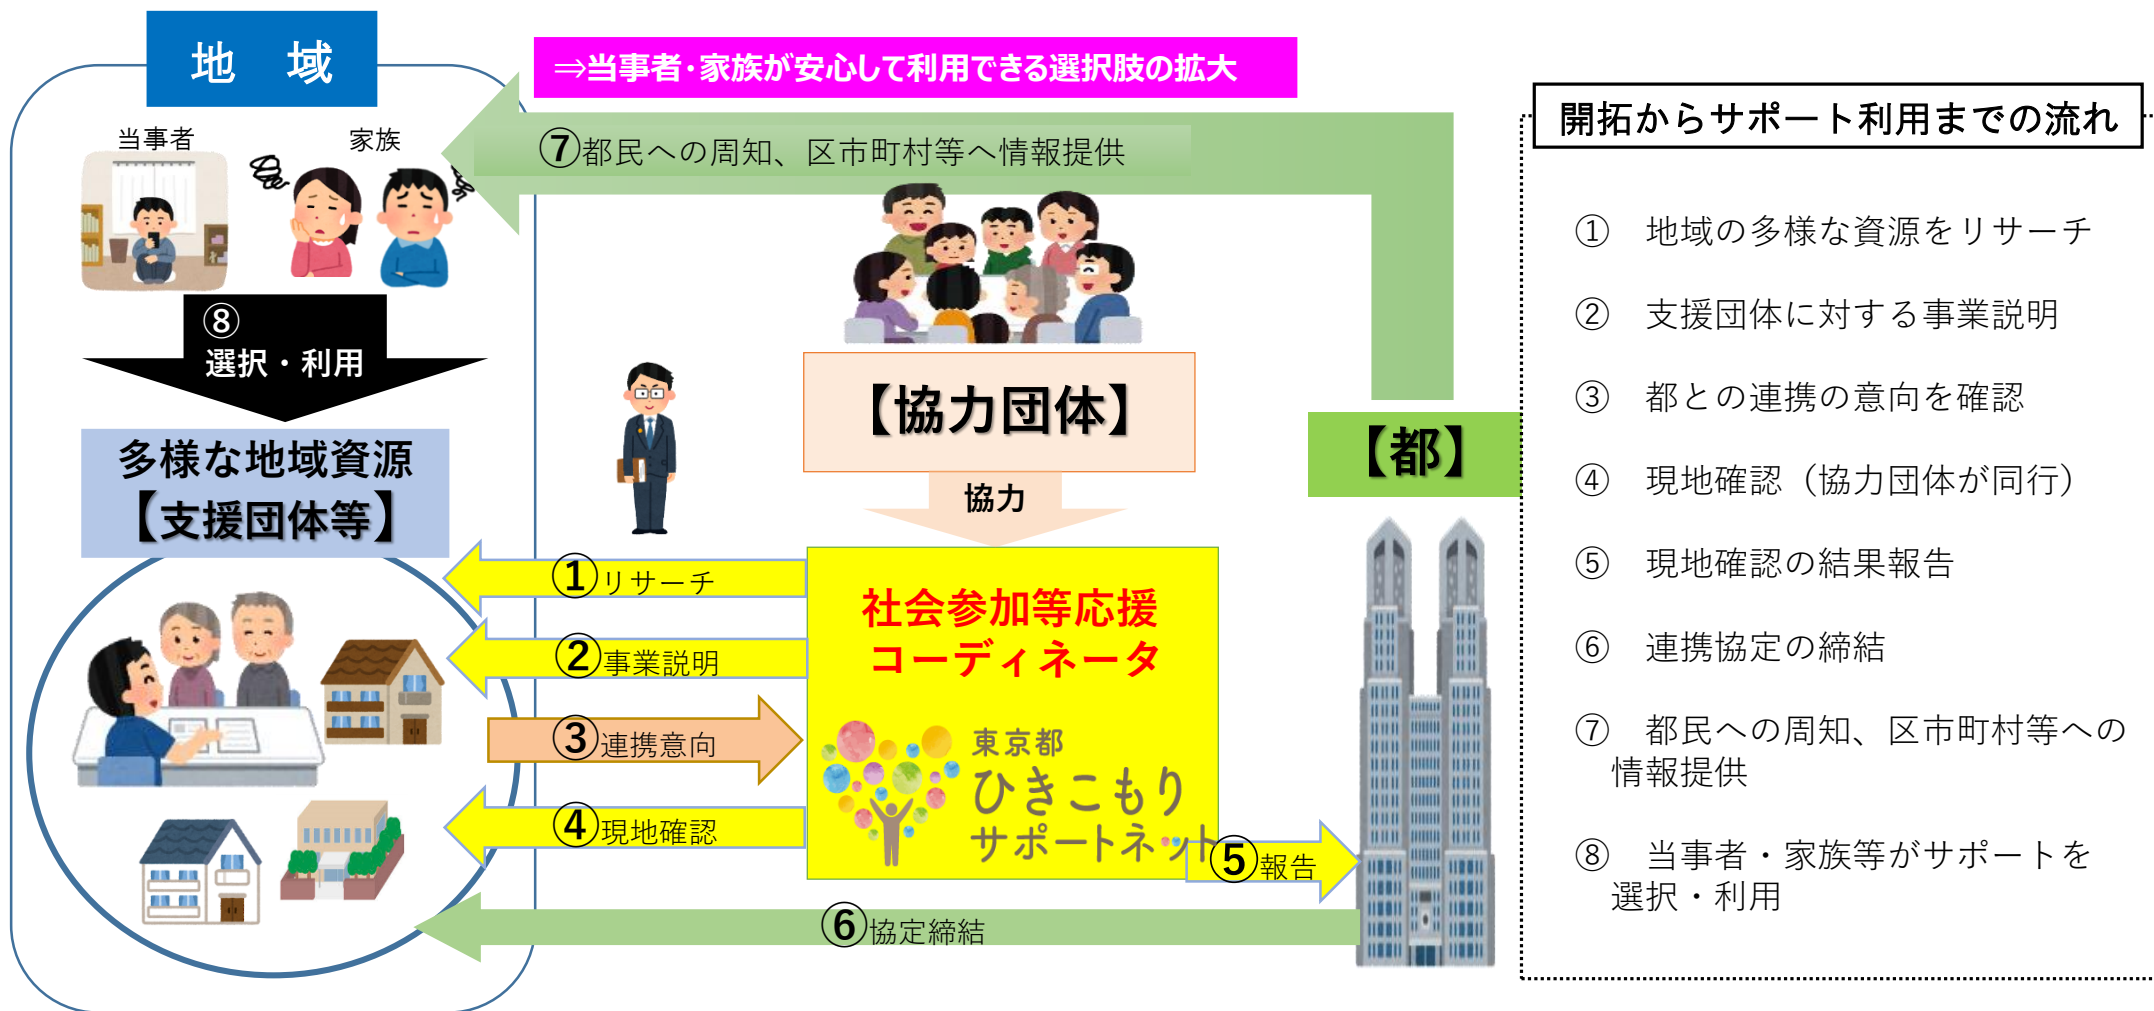 地　域
⇒当事者・家族が安心して利用できる選択肢の拡大
当事者
家族
⑦都民への周知、区市町村等へ情報提供
⑧
選択・利用
多様な地域資源
【支援団体等】
【協力団体】
協力
【都】
①リサーチ
②事業説明
③連携意向
④現地確認
社会参加等応援
コーディネータ
東京都
ひきこもり
サポートネット
⑤報告
⑥協定締結
開拓からサポート利用までの流れ
①　地域の多様な資源をリサーチ
②　支援団体に対する事業説明
③　都との連携の意向を確認
④　現地確認（協力団体が同行）
⑤　現地確認の結果報告
⑥　連携協定の締結
⑦　都民への周知、区市町村等への
情報提供
⑧　当事者・家族等がサポートを
選択・利用